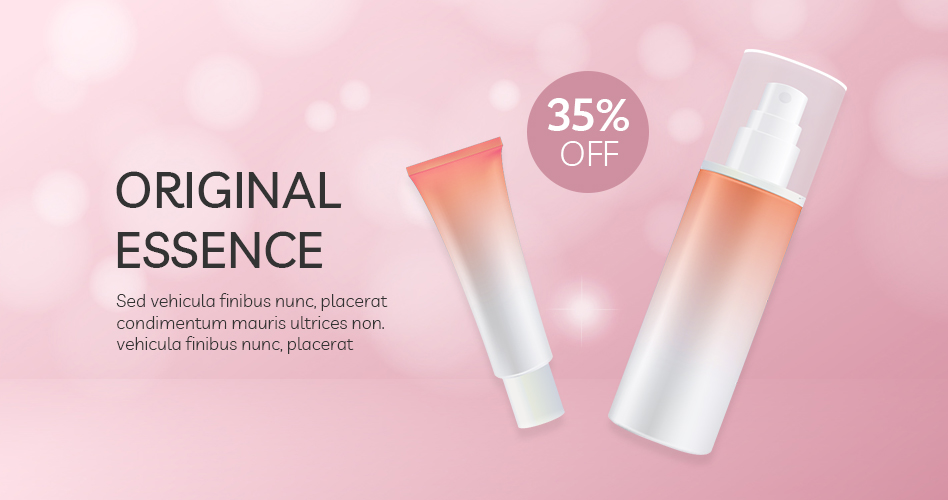 ORIGINAL
ESSENCE
Sed vehicula finibus nunc, placerat
condimentum mauris ultrices non.
vehicula finibus nunc, placerat
35%
OFF